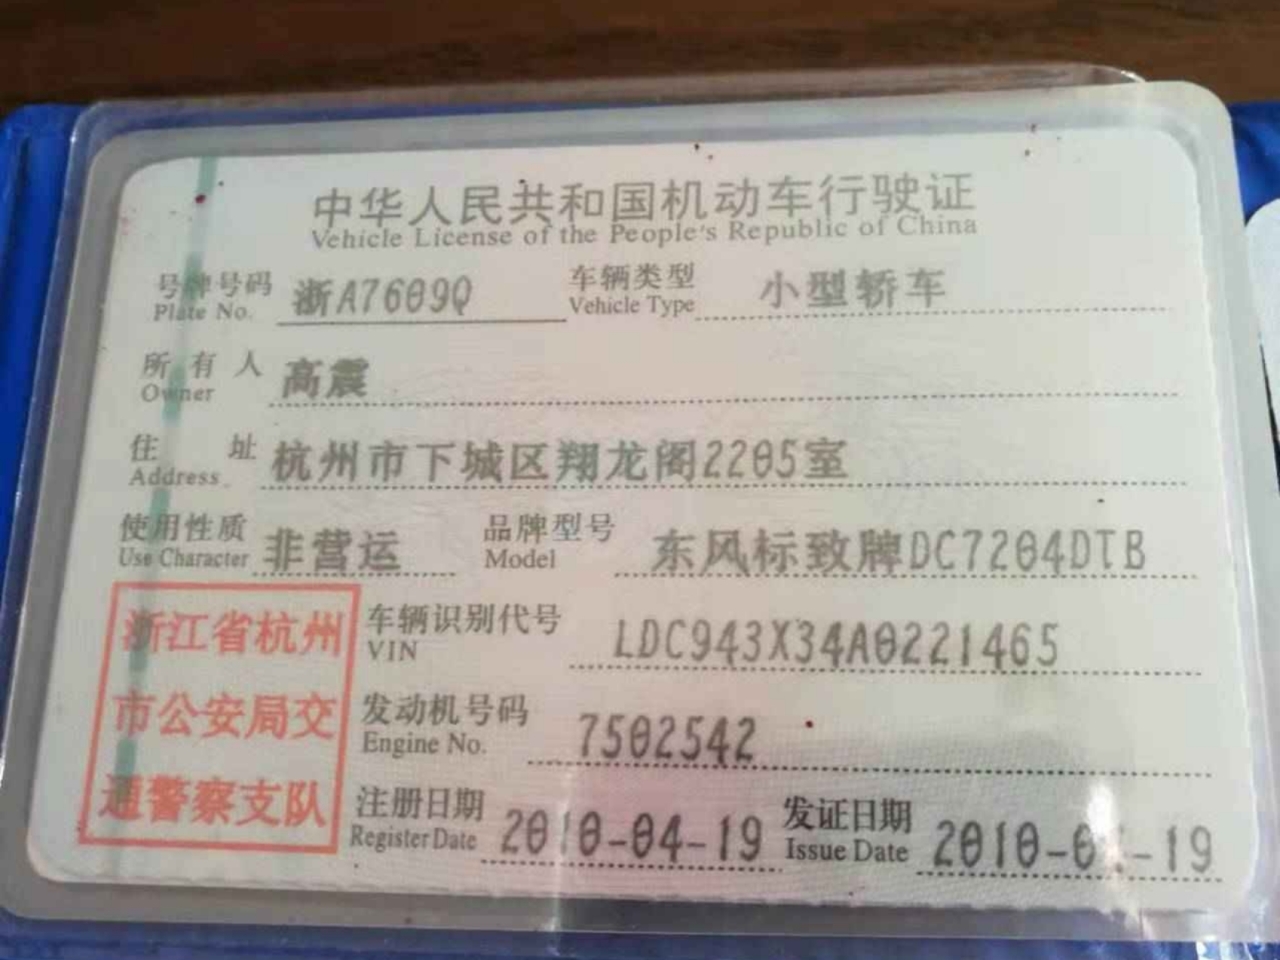 中华人民共和国机动车行驶证
Vehicle License of the People's Republic of China
号牌号码 浙A7609Q 车辆类型 小型轿车
Plate No. Vehicle Type
所有人 高震
Owner
住址 杭州市下城区翔龙阁2205室
Address
使用性质 非营运 品牌型号 东风标致牌DC7204DTB
Use Character Model
浙江省杭州
市公安局交
通警察支队
车辆识别代号 LDC943X34A0221465
VIN
发动机号码 7502542
Engine No.
注册日期 2010-04-19 发证日期
Register Date Issue Date